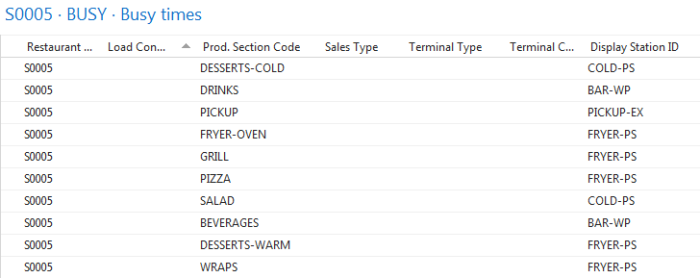 S0005 · BUSY · Busy times
Restaurant ... Load Con... Prod. Section Code Sales Type Terminal Type Terminal C... Display Station ID
S0005 DESSERTS-COLD COLD-PS
S0005 DRINKS BAR-WP
S0005 PICKUP PICKUP-EX
S0005 FRYER-OVEN FRYER-PS
S0005 GRILL FRYER-PS
S0005 PIZZA FRYER-PS
S0005 SALAD COLD-PS
S0005 BEVERAGES BAR-WP
S0005 DESSERTS-WARM FRYER-PS
S0005 WRAPS FRYER-PS